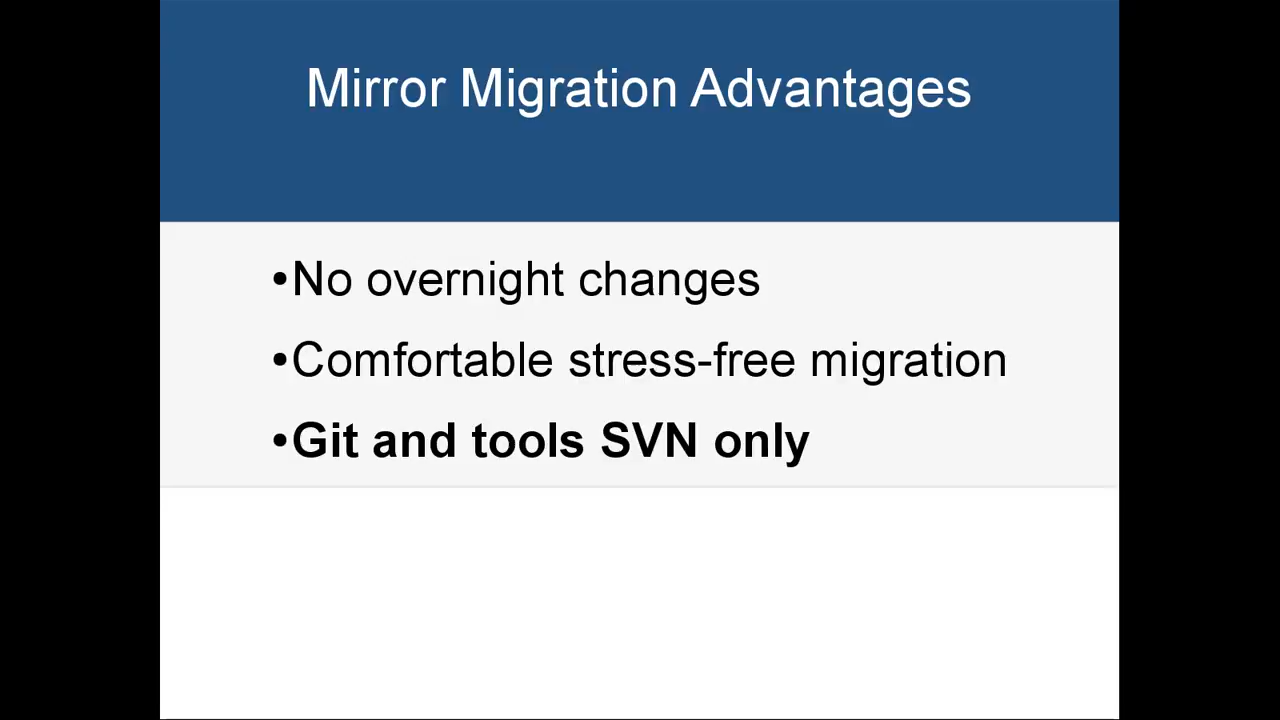 Mirror Migration Advantages
•No overnight changes
•Comfortable stress-free migration
•Git and tools SVN only